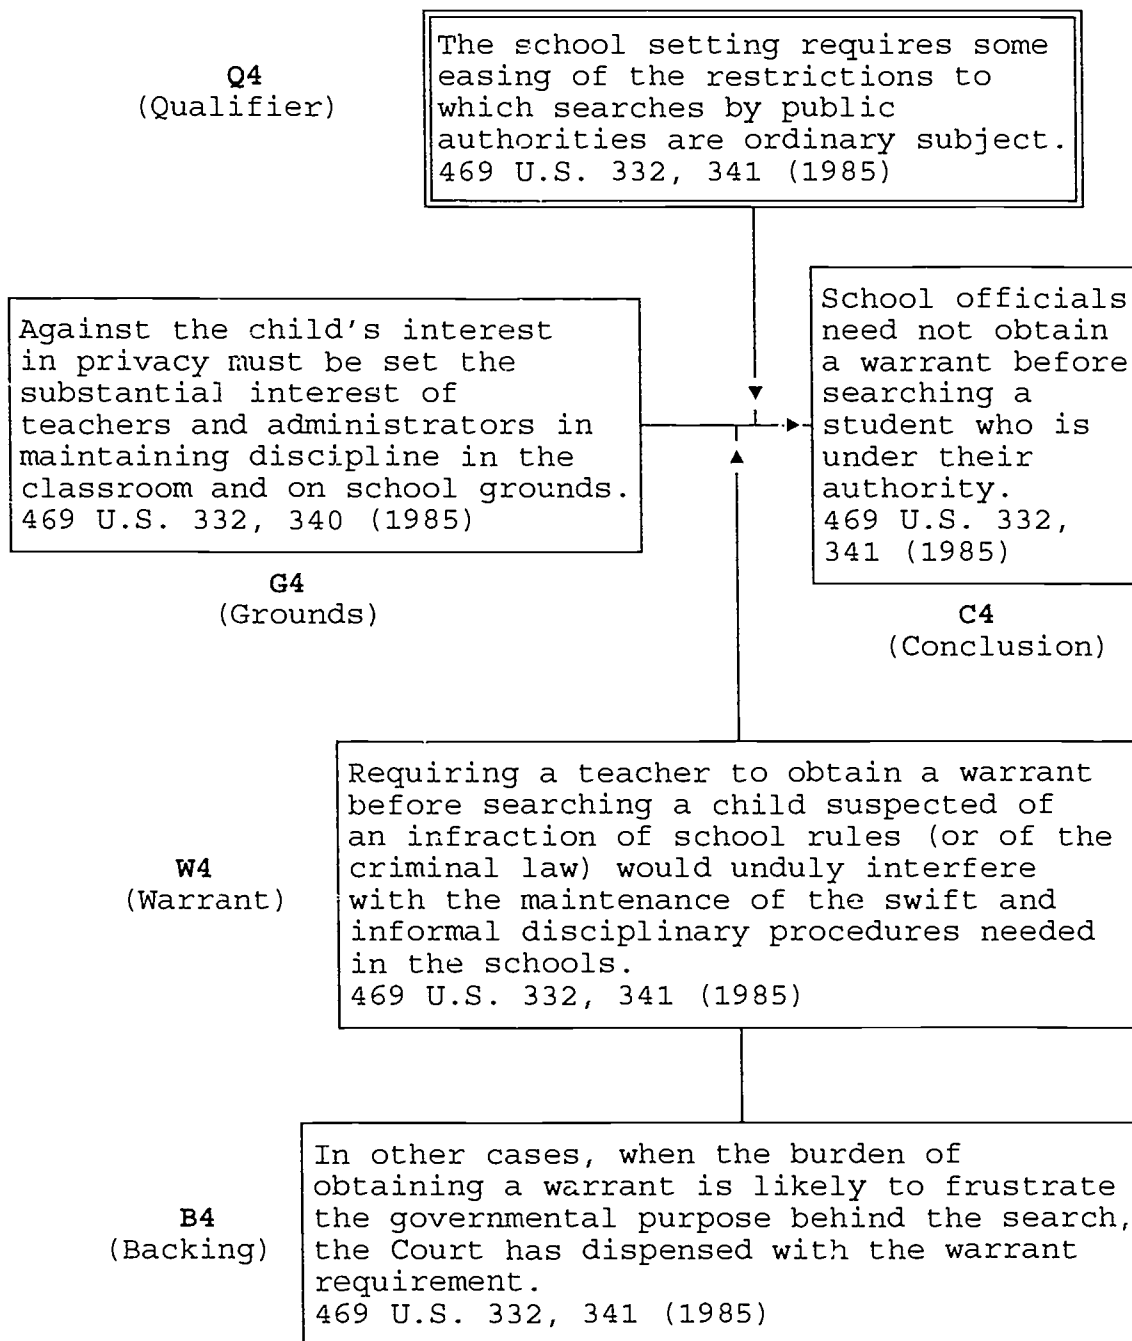 Q4
(Qualifier)
The school setting requires some
easing of the restrictions to
which searches by public
authorities are ordinary subject.
469 U.S. 332, 341 (1985)
Against the child's interest
in privacy must be set the
substantial interest of
teachers and administrators in
maintaining discipline in the
classroom and on school grounds.
469 U.S. 332, 340 (1985)
G4
(Grounds)
School officials
need not obtain
a warrant before
searching a
student who is
under their
authority.
469 U.S. 332,
341 (1985)
C4
(Conclusion)
W4
(Warrant)
Requiring a teacher to obtain a warrant
before searching a child suspected of
an infraction of school rules (or of the
criminal law) would unduly interfere
with the maintenance of the swift and
informal disciplinary procedures needed
in the schools.
469 U.S. 332, 341 (1985)
B4
(Backing)
In other cases, when the burden of
obtaining a warrant is likely to frustrate
the governmental purpose behind the search,
the Court has dispensed with the warrant
requirement.
469 U.S. 332, 341 (1985)